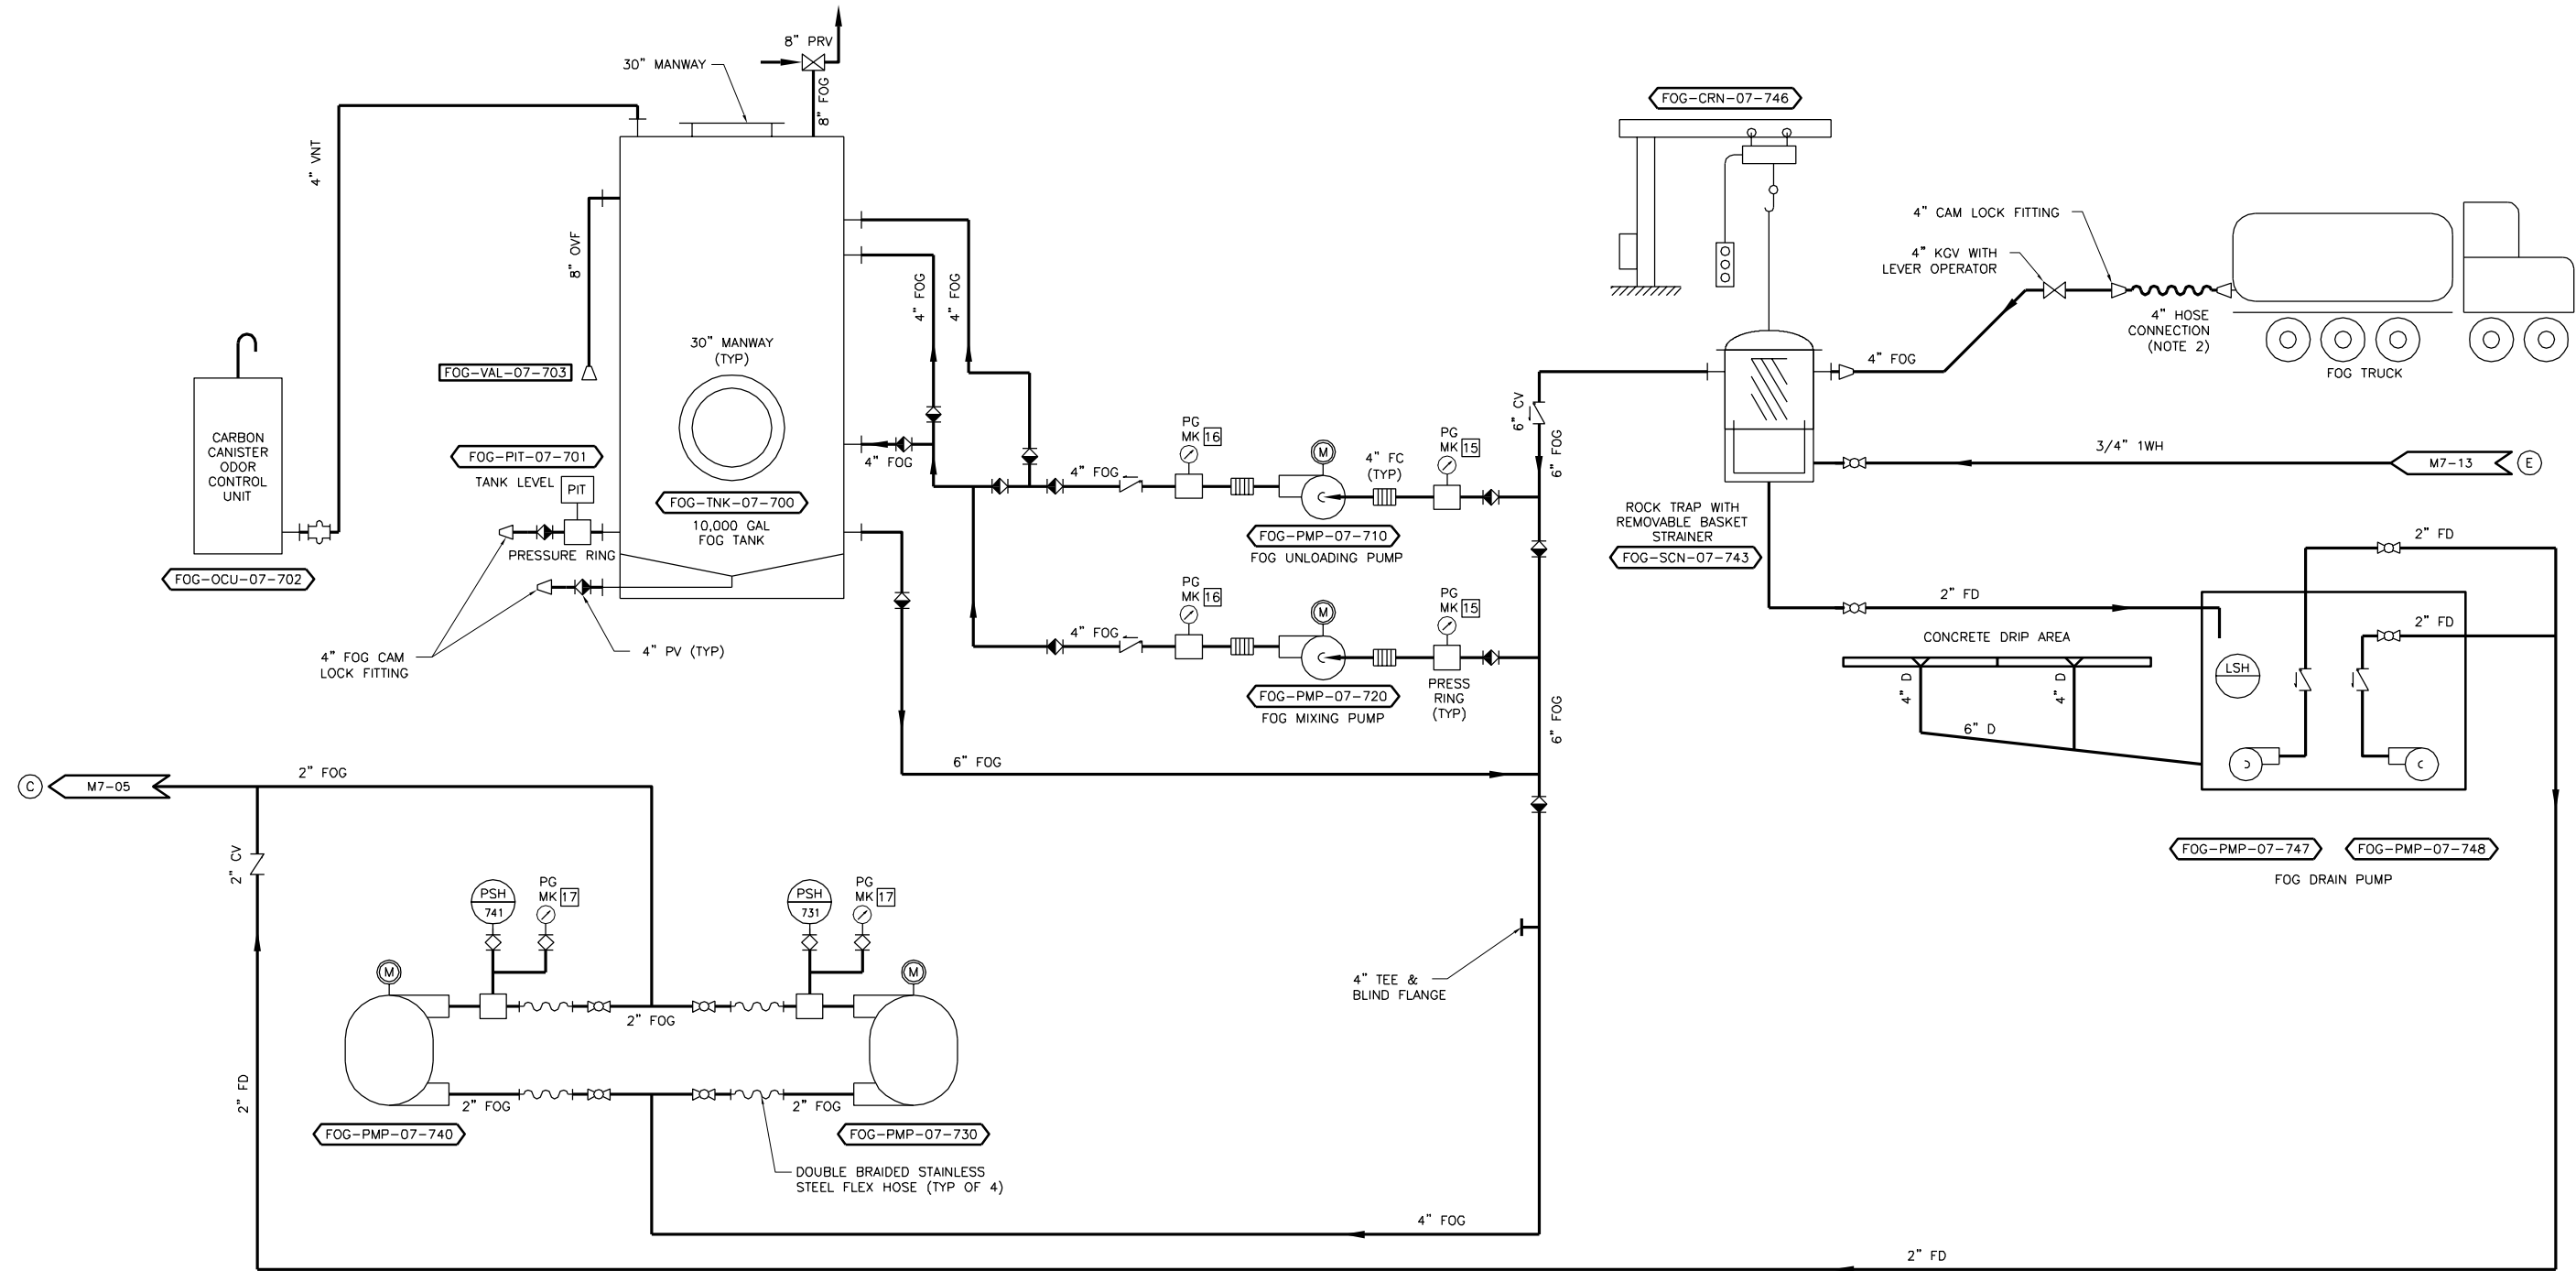 8" PRV
30" MANWAY
8" FOG
4" VNT
8" OVF
FOG-VAL-07-703
CARBON
CANISTER
ODOR
CONTROL
UNIT
FOG-OCU-07-702
FOG-PIT-07-701
TANK LEVEL
PIT
PRESSURE RING
30" MANWAY
(TYP)
FOG-TNK-07-700
10,000 GAL
FOG TANK
4" FOG CAM
LOCK FITTING
4" PV (TYP)
4" FOG
4" FOG
4" FOG
4" FOG
PG
MK 16
M
4" FC
(TYP)
PG
MK 15
FOG-PMP-07-710
FOG UNLOADING PUMP
4" FOG
PG
MK 16
M
PG
MK 15
FOG-PMP-07-720
FOG MIXING PUMP
PRESS
RING
(TYP)
6" CV
6" FOG
6" FOG
6" FOG
FOG-CRN-07-746
4" CAM LOCK FITTING
4" KGV WITH
LEVER OPERATOR
4" HOSE
CONNECTION
(NOTE 2)
FOG TRUCK
4" FOG
3/4" 1WH
M7-13
E
ROCK TRAP WITH
REMOVABLE BASKET
STRAINER
FOG-SCN-07-743
2" FD
2" FD
2" FD
CONCRETE DRIP AREA
4" D
4" D
6" D
LSH
FOG-PMP-07-747
FOG-PMP-07-748
FOG DRAIN PUMP
C
M7-05
2" FOG
2" CV
2" FD
PSH
741
PG
MK 17
PSH
731
PG
MK 17
M
M
2" FOG
2" FOG
2" FOG
FOG-PMP-07-740
FOG-PMP-07-730
DOUBLE BRAIDED STAINLESS
STEEL FLEX HOSE (TYP OF 4)
4" TEE &
BLIND FLANGE
4" FOG
2" FD